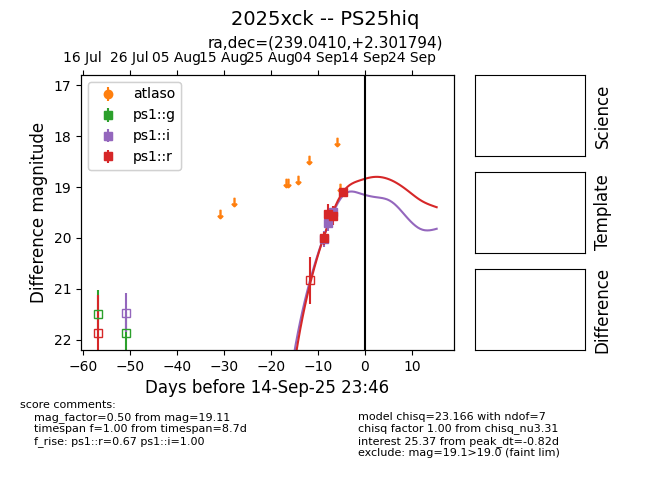 2025xck -- PS25hiq
ra,dec=(239.0410,+2.301794)
16 Jul 26 Jul 05 Aug 15 Aug 25 Aug 04 Sep 14 Sep 24 Sep
17
18
19
20
21
22
Difference magnitude
atlaso
ps1::g
ps1::i
ps1::r
−60 −50 −40 −30 −20 −10 0 10
Days before 14-Sep-25 23:46
Science
Template
Difference
score comments:
mag_factor=0.50 from mag=19.11
timespan f=1.00 from timespan=8.7d
f_rise: ps1::r=0.67 ps1::i=1.00
model chisq=23.166 with ndof=7
chisq factor 1.00 from chisq_nu3.31
interest 25.37 from peak_dt=-0.82d
exclude: mag=19.1>19.0 (faint lim)